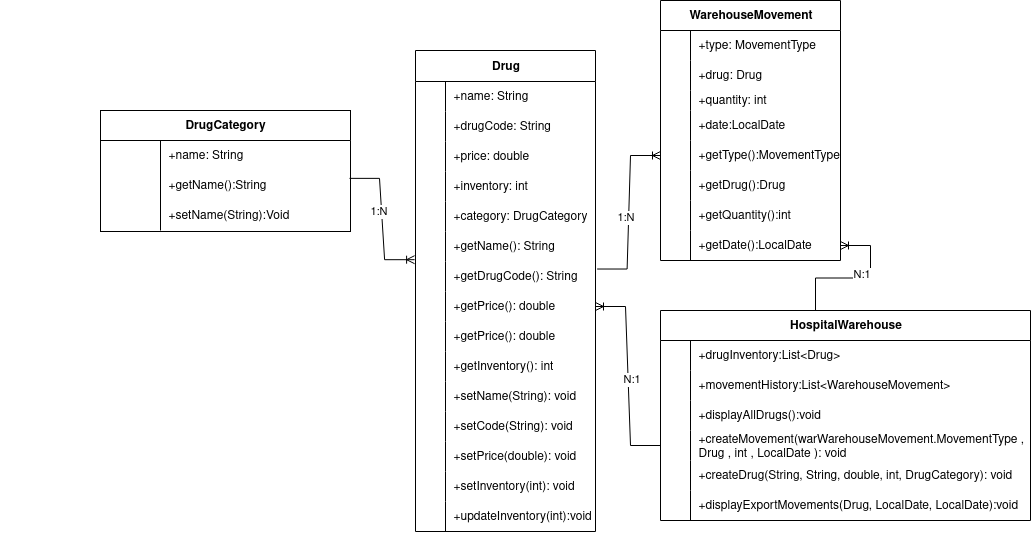 DrugCategory
+name: String
+getName():String
+setName(String):Void
1:N
Drug
+name: String
+drugCode: String
+price: double
+inventory: int
+category: DrugCategory
+getName(): String
+getDrugCode(): String
+getPrice(): double
+getPrice(): double
+getInventory(): int
+setName(String): void
+setCode(String): void
+setPrice(double): void
+setInventory(int): void
+updateInventory(int):void
1:N
N:1
WarehouseMovement
+type: MovementType
+drug: Drug
+quantity: int
+date:LocalDate
+getType():MovementType
+getDrug():Drug
+getQuantity():int
+getDate():LocalDate
N:1
HospitalWarehouse
+drugInventory:List<Drug>
+movementHistory:List<WarehouseMovement>
+displayAllDrugs():void
+createMovement(warWarehouseMovement.MovementType ,
Drug , int , LocalDate ): void
+createDrug(String, String, double, int, DrugCategory): void
+displayExportMovements(Drug, LocalDate, LocalDate):void